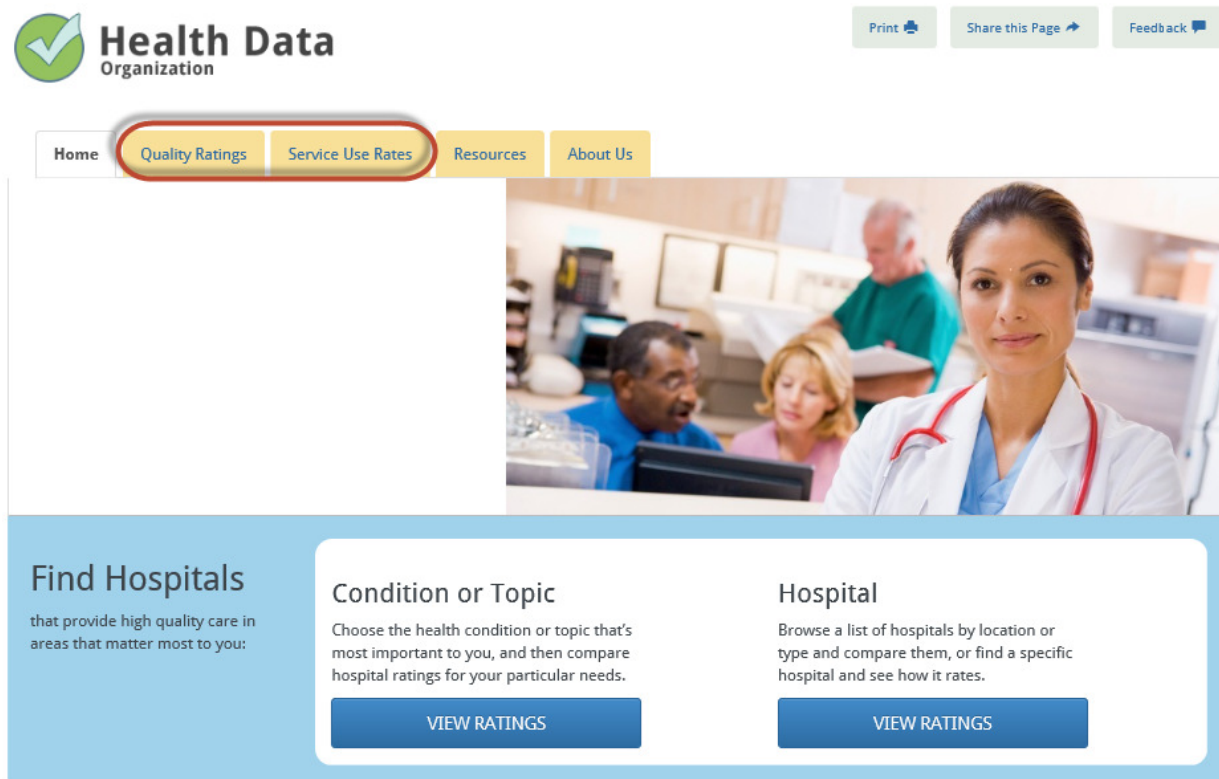 Health Data
Organization
Print
Share this Page
Feedback
Home
Quality Ratings
Service Use Rates
Resources
About Us
Find Hospitals
that provide high quality care in
areas that matter most to you:
Condition or Topic
Choose the health condition or topic that's
most important to you, and then compare
hospital ratings for your particular needs.
VIEW RATINGS
Hospital
Browse a list of hospitals by location or
type and compare them, or find a specific
hospital and see how it rates.
VIEW RATINGS